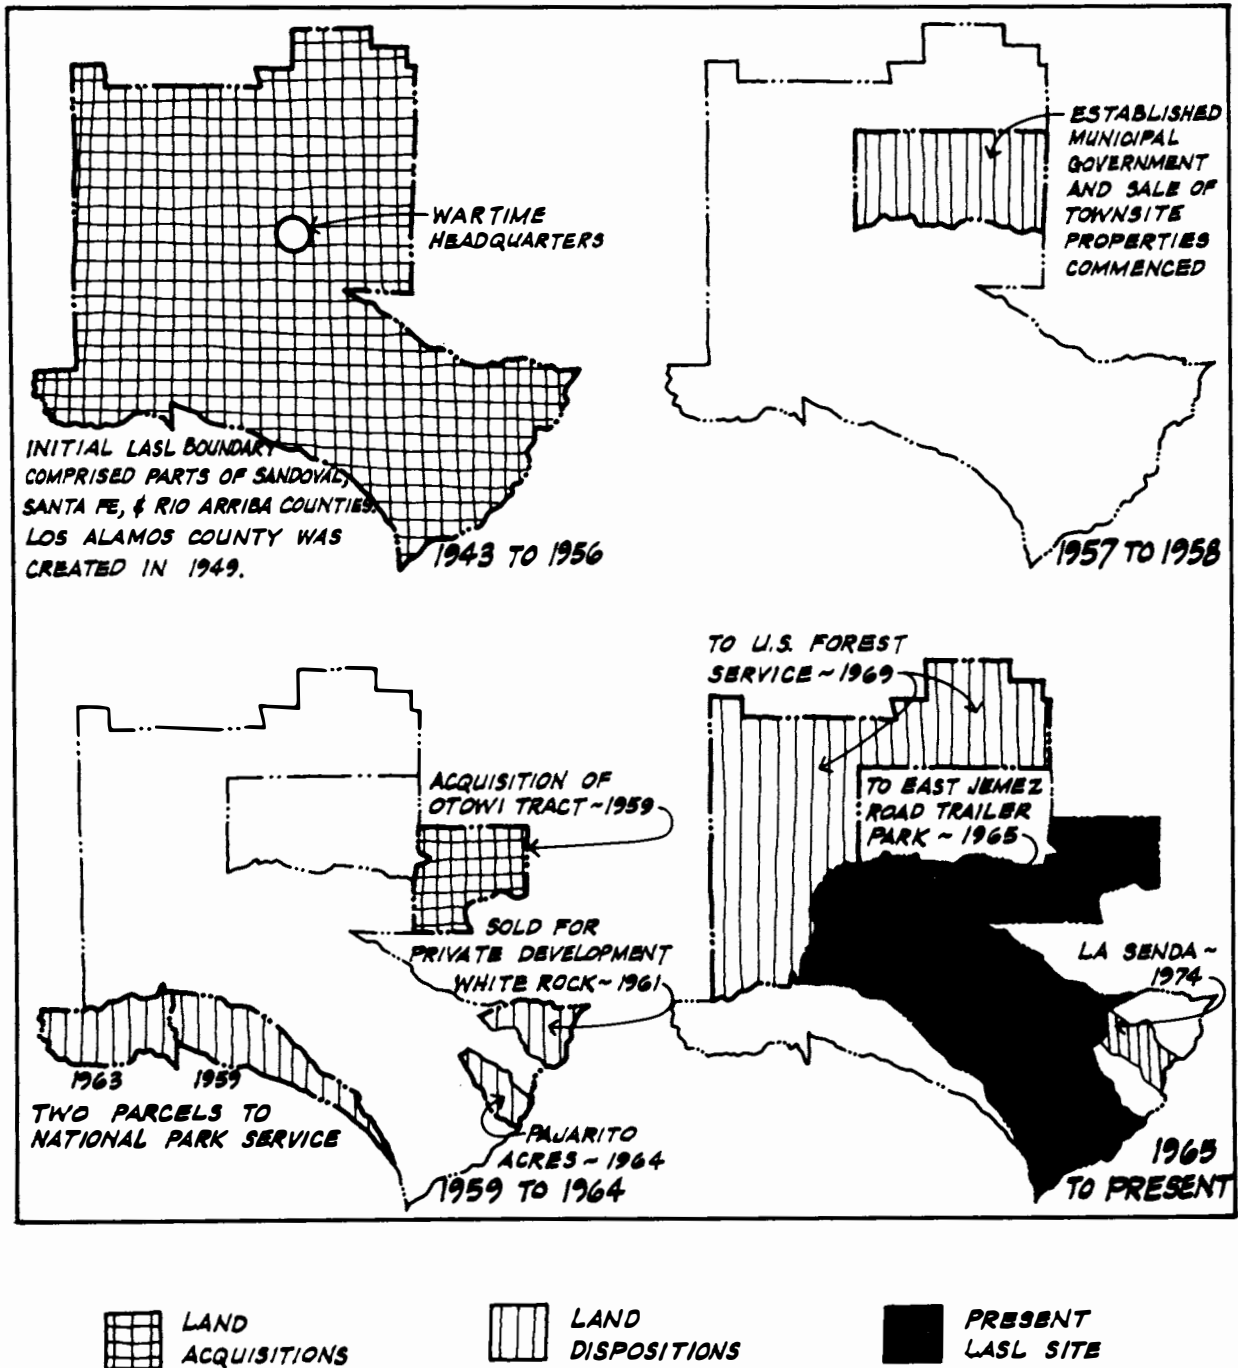 WARTIME
HEADQUARTERS
INITIAL LASL BOUNDARY
COMPRISED PARTS OF SANDOVAL,
SANTA FE, & RIO ARRIBA COUNTIES.
LOS ALAMOS COUNTY WAS
CREATED IN 1949.
1943 TO 1956
ESTABLISHED
MUNICIPAL
GOVERNMENT
AND SALE OF
TOWNSITE
PROPERTIES
COMMENCED
1957 TO 1958
ACQUISITION OF
OTOWI TRACT~1959
SOLD FOR
PRIVATE DEVELOPMENT
WHITE ROCK~1961
1963
1959
TWO PARCELS TO
NATIONAL PARK SERVICE
PAJARITO
ACRES~1964
1959 TO 1964
TO U.S. FOREST
SERVICE~1969
TO EAST JEMEZ
ROAD TRAILER
PARK~1965
LA SENDA~
1974
1965
TO PRESENT
LAND
ACQUISITIONS
LAND
DISPOSITIONS
PRESENT
LASL SITE